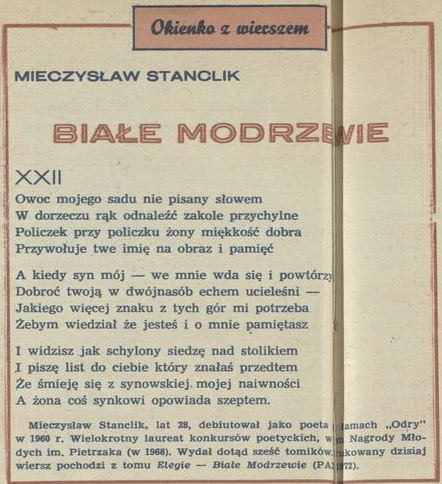 Okienko z wierszem
MIECZYSŁAW STANCLIK
BIAŁE MODRZEWIE
XXII
Owoc mojego sadu nie pisany słowem
W dorzeczu rąk odnaleźć zakole przychylne
Policzek przy policzku żony miękkość dobra
Przywołuje twe imię na obraz i pamięć
A kiedy syn mój — we mnie wda się i powtórzy
Dobroć twoją w dwójnasób echem ucieleśni —
Jakiego więcej znaku z tych gór mi potrzeba
Żebym wiedział że jesteś i o mnie pamiętasz
I widzisz jak schylony siedzę nad stolikiem
I piszę list do ciebie który znałaś przedtem
Że śmieję się z synowskiej mojej naiwności
A żona coś synkowi opowiada szeptem.
Mieczysław Stanclik, lat 28, debiutował jako poeta łamach „Odry"
w 1960 r. Wielokrotny laureat konkursów poetyckich, w Nagrody Mło-
dych im. Pietrzaka (w 1968). Wydał dotąd sześć tomików, rukowany dzisiaj
wiersz pochodzi z tomu Elegie — Białe Modrzewie (PA 1972).